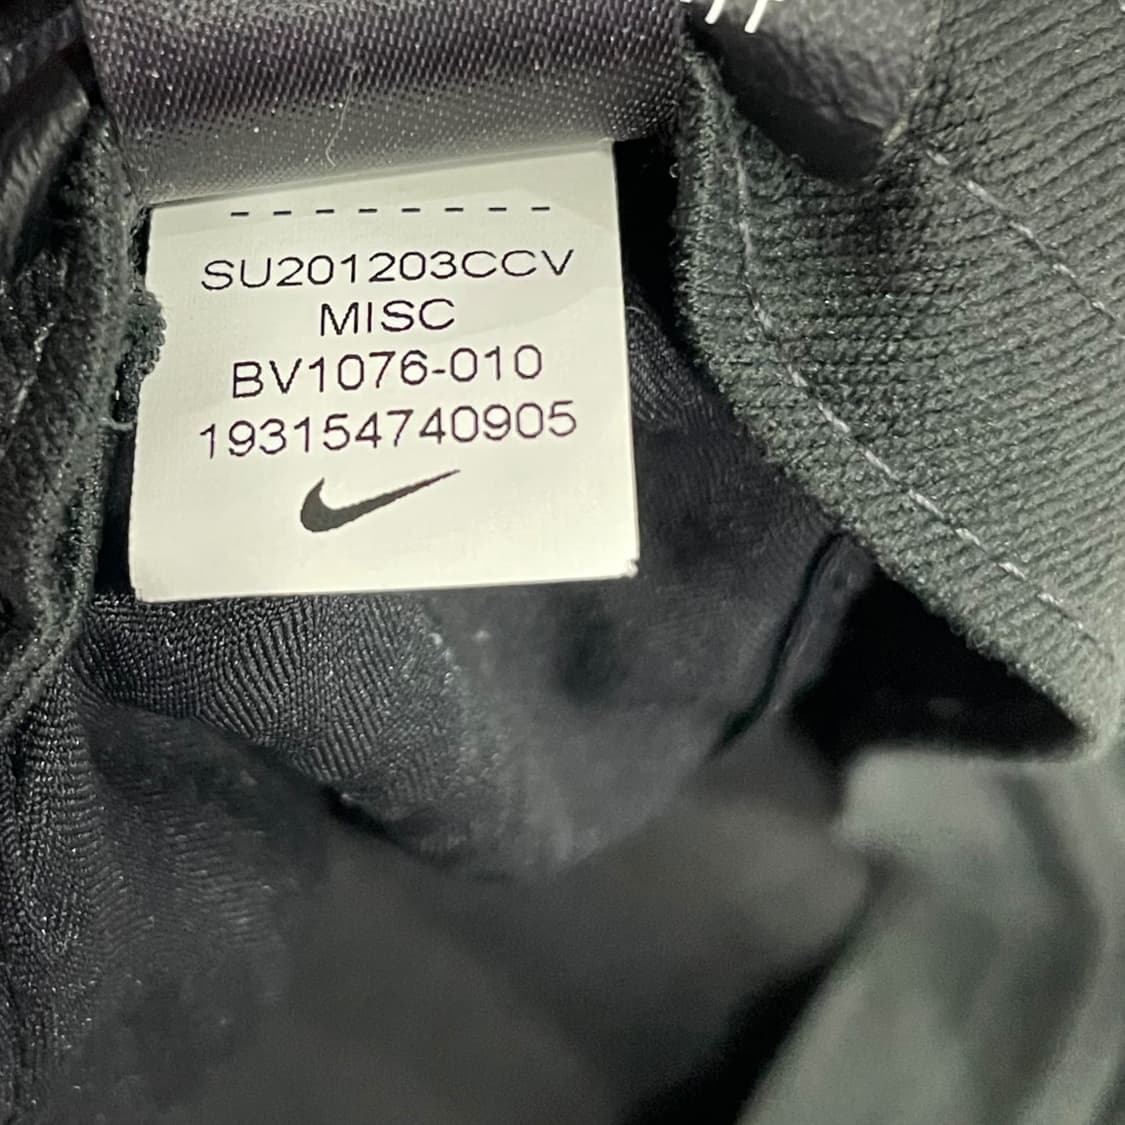 - - - - - - - -
SU201203CCV
MISC
BV1076-010
193154740905